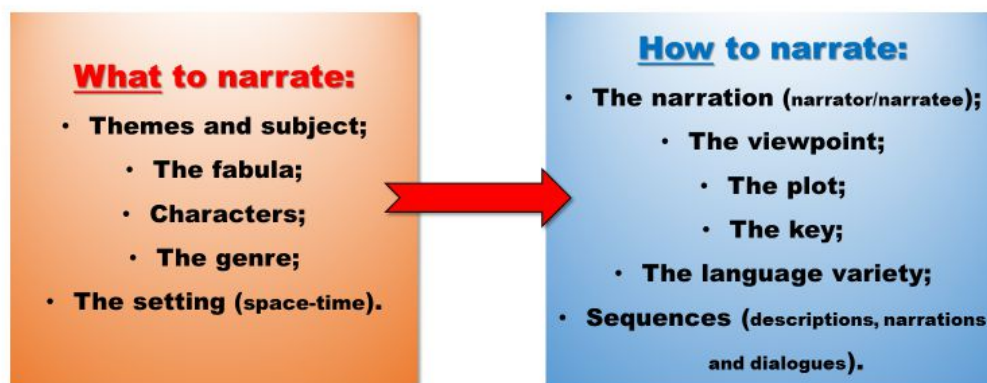 What to narrate:
• Themes and subject;
• The fabula;
• Characters;
• The genre;
• The setting (space-time).
How to narrate:
• The narration (narrator/narratee);
• The viewpoint;
• The plot;
• The key;
• The language variety;
• Sequences (descriptions, narrations
and dialogues).